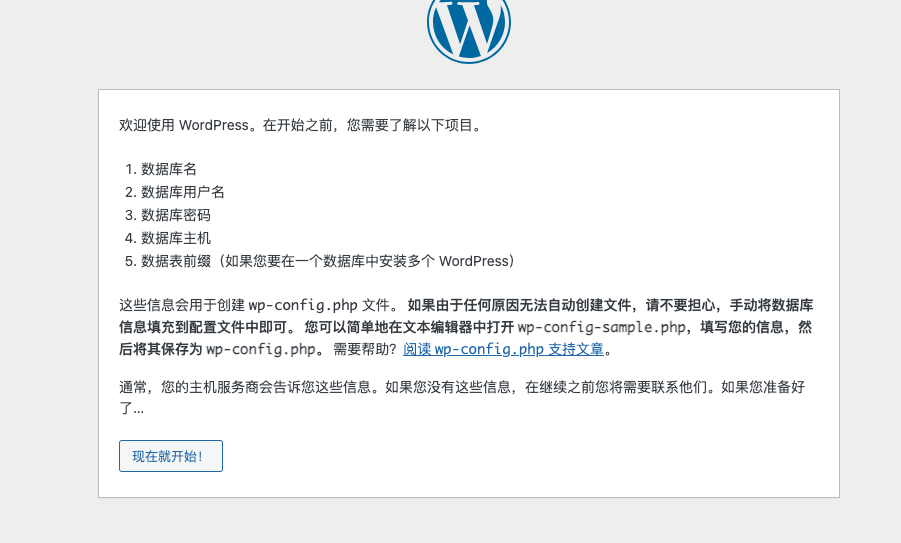 欢迎使用 WordPress。在开始之前，您需要了解以下项目。
1. 数据库名
2. 数据库用户名
3. 数据库密码
4. 数据库主机
5. 数据表前缀（如果您要在一个数据库中安装多个 WordPress）
这些信息会用于创建 wp-config.php 文件。 如果由于任何原因无法自动创建文件，请不要担心，手动将数据库
信息填充到配置文件中即可。 您可以简单地在文本编辑器中打开 wp-config-sample.php，填写您的信息，然
后将其保存为 wp-config.php。 需要帮助？阅读 wp-config.php 支持文章。
通常，您的主机服务商会告诉您这些信息。如果您没有这些信息，在继续之前您将需要联系他们。如果您准备好
了...
现在就开始！